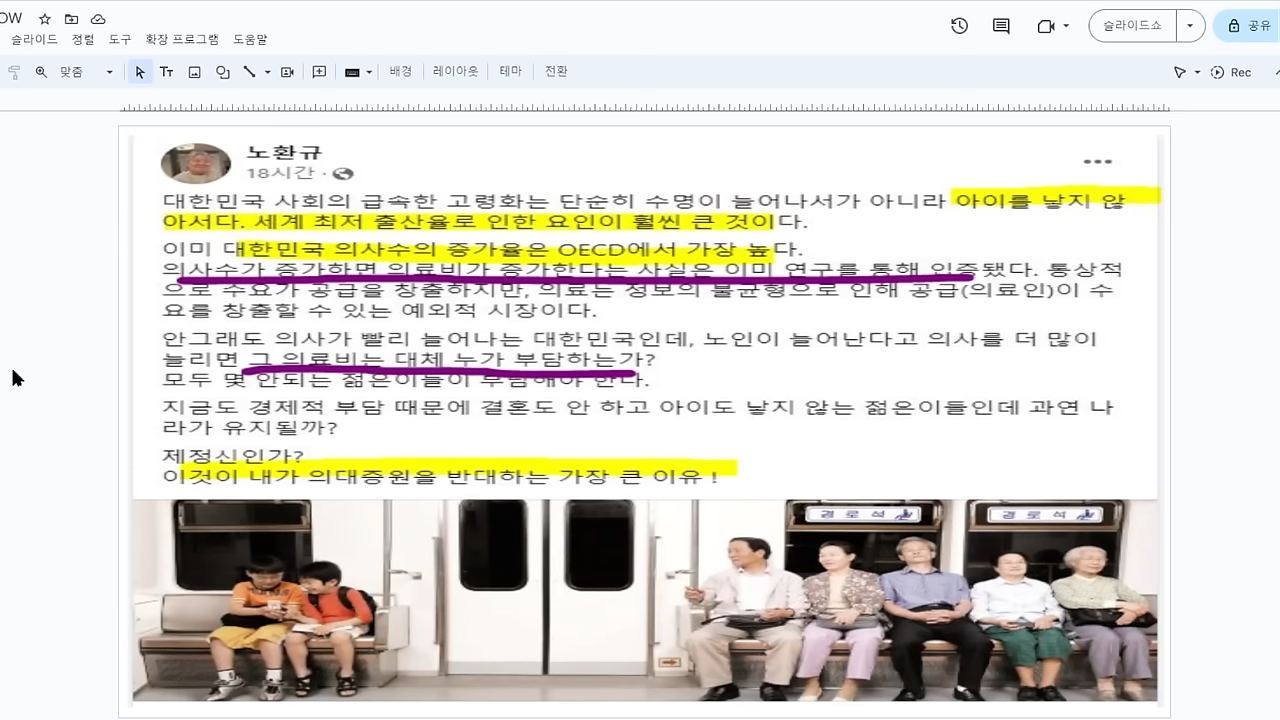 OW
슬라이드 정렬 도구 확장 프로그램 도움말
슬라이드쇼
공유
맞춤
Tт
배경 레이아웃 테마 전환
Rec
노환규
18시간 ·
대한민국 사회의 급속한 고령화는 단순히 수명이 늘어나서가 아니라 아이를 낳지 않
아서다. 세계 최저 출산율로 인한 요인이 훨씬 큰 것이다.
이미 대한민국 의사수의 증가율은 OECD에서 가장 높다.
의사수가 증가하면 의료비가 증가한다는 사실은 이미 연구를 통해 입증됐다. 통상적
으로 수요가 공급을 창출하지만, 의료는 정보의 불균형으로 인해 공급(의료인)이 수
요를 창출할 수 있는 예외적 시장이다.
안그래도 의사가 빨리 늘어나는 대한민국인데, 노인이 늘어난다고 의사를 더 많이
늘리면 그 의료비는 대체 누가 부담하는가?
모두 몇 안되는 젊은이들이 부담해야 한다.
지금도 경제적 부담 때문에 결혼도 안 하고 아이도 낳지 않는 젊은이들인데 과연 나
라가 유지될까?
제정신인가?
이것이 내가 의대증원을 반대하는 가장 큰 이유 !
경로석
경로석